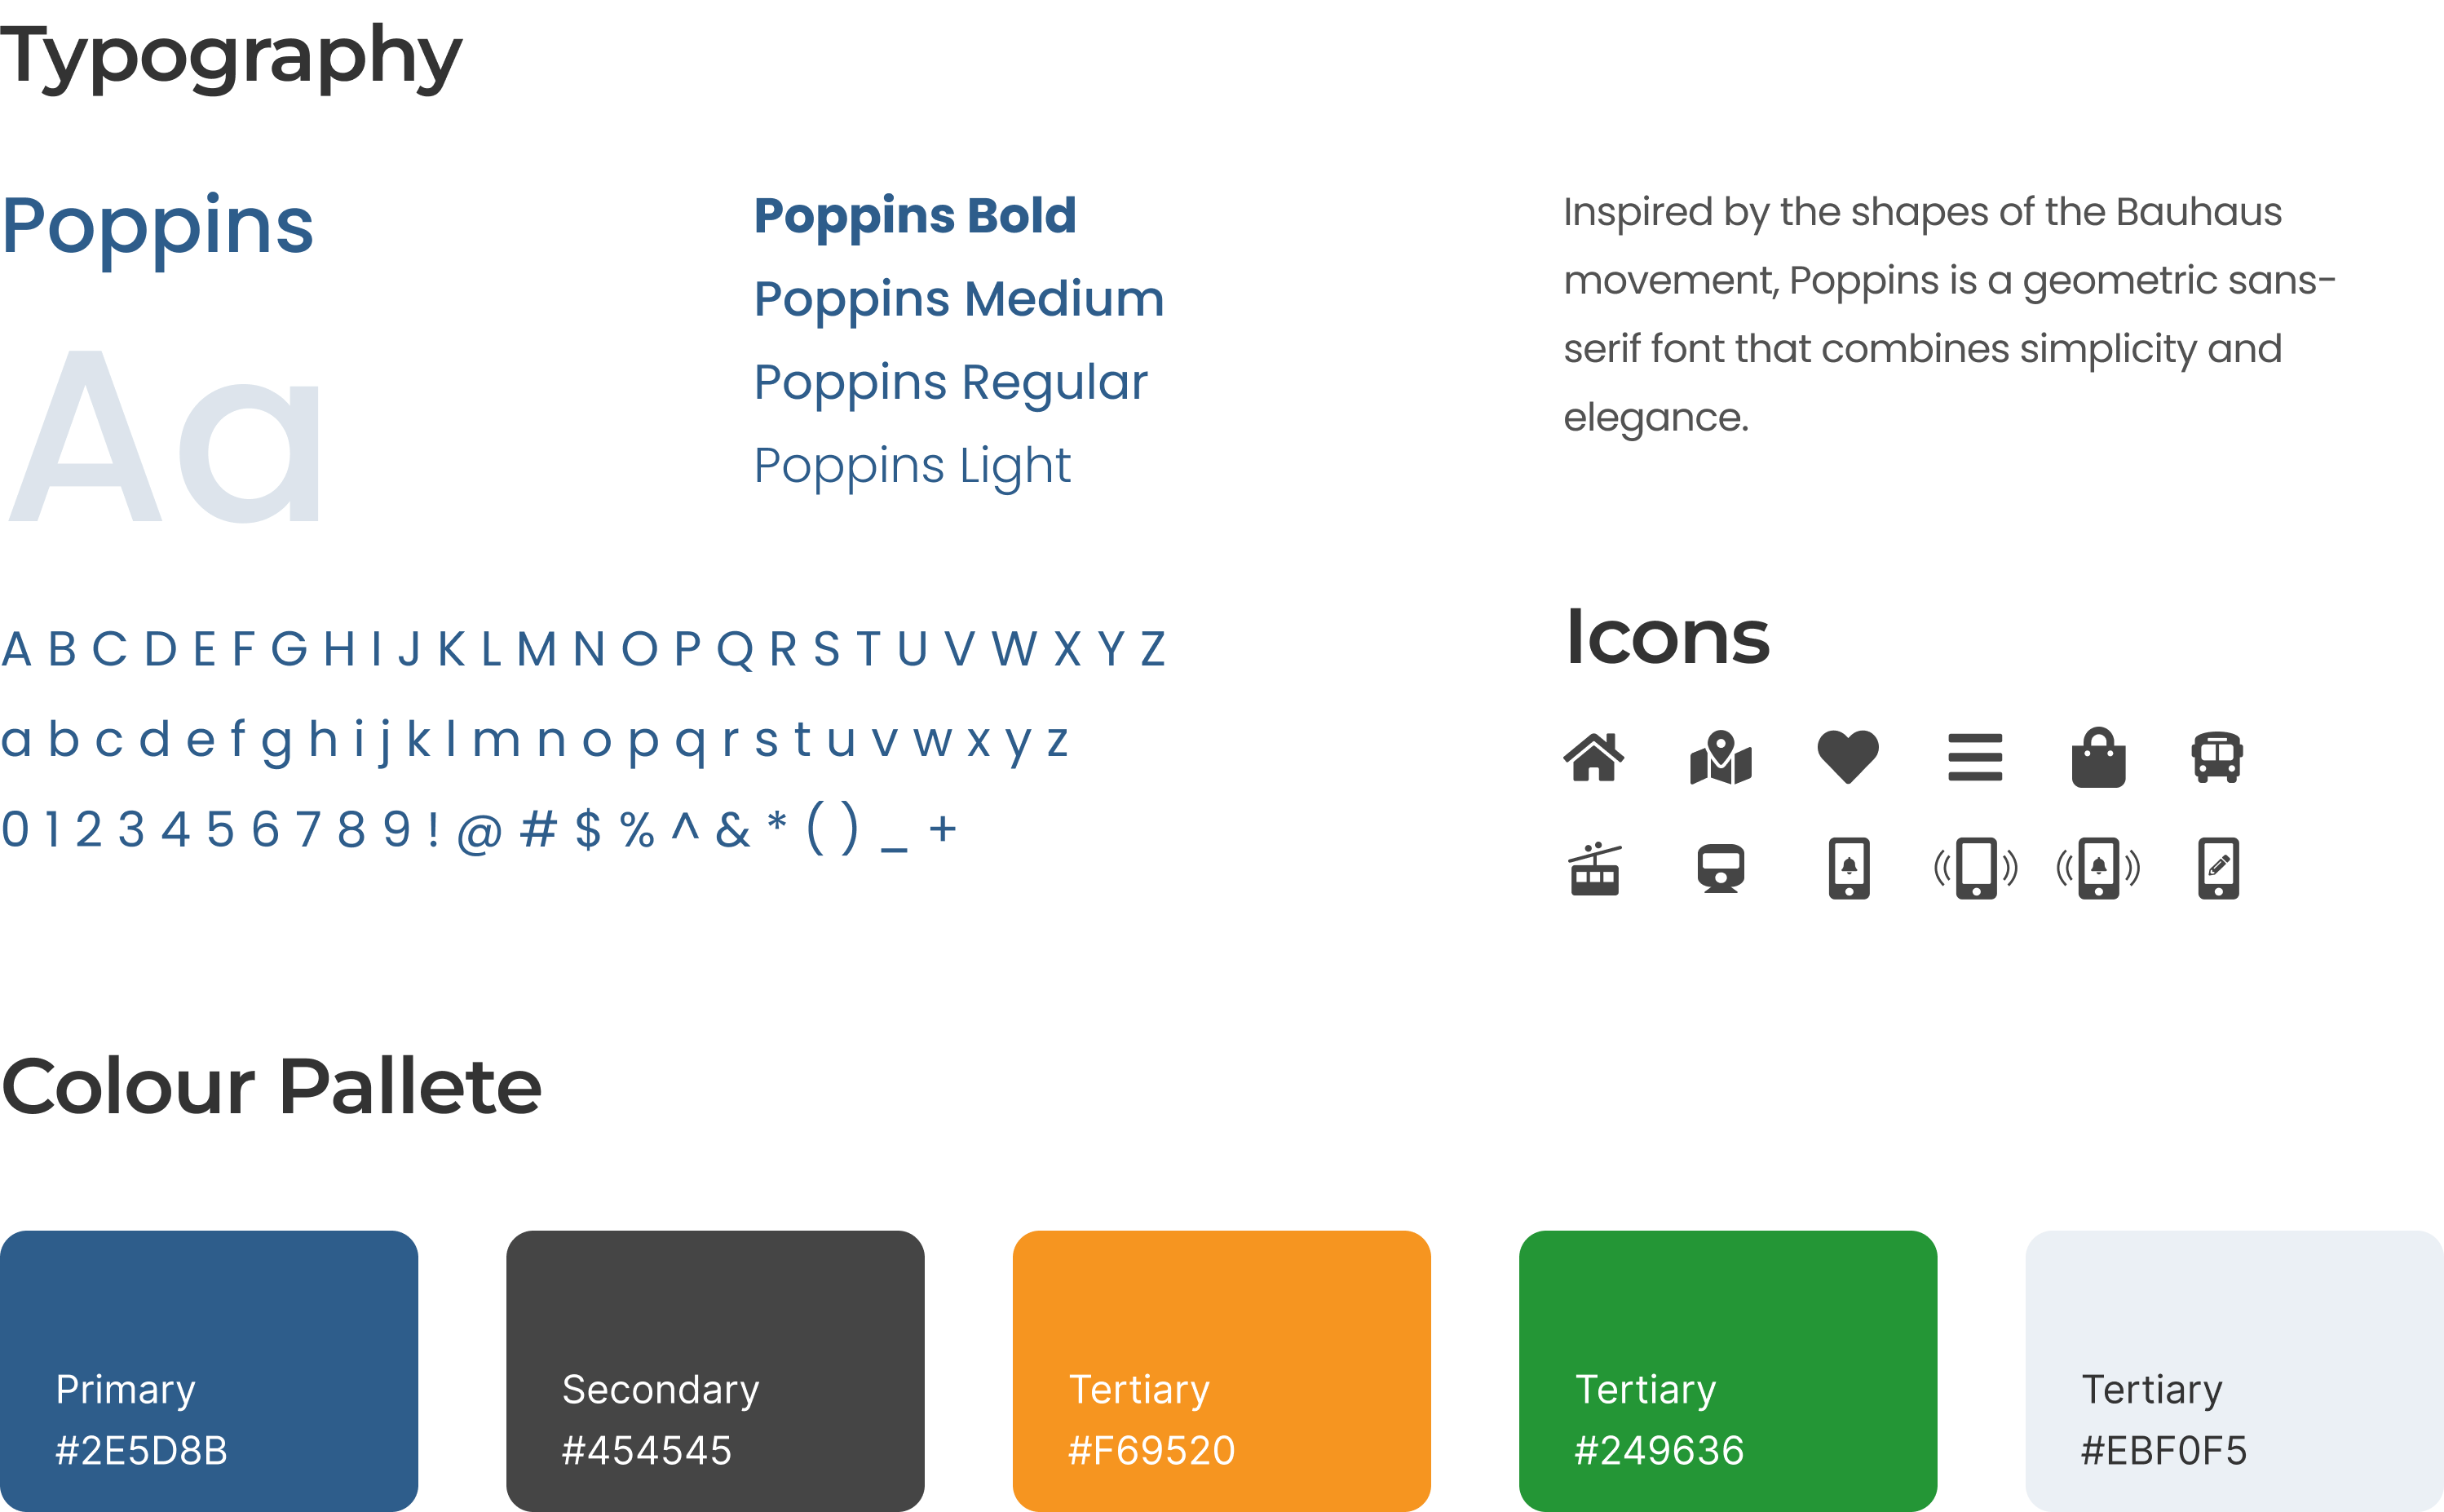 Typography
Poppins
Aa
Poppins Bold
Poppins Medium
Poppins Regular
Poppins Light
Inspired by the shapes of the Bauhaus
movement, Poppins is a geometric sans-
serif font that combines simplicity and
elegance.
A B C D E F G H I J K L M N O P Q R S T U V W X Y Z
a b c d e f g h i j k l m n o p q r s t u v w x y z
0 1 2 3 4 5 6 7 8 9 ! @ # $ % ^ & * ( ) _ +
Icons
Colour Pallete
Primary
#2E5D8B
Secondary
#454545
Tertiary
#F69520
Tertiary
#249636
Tertiary
#EBF0F5